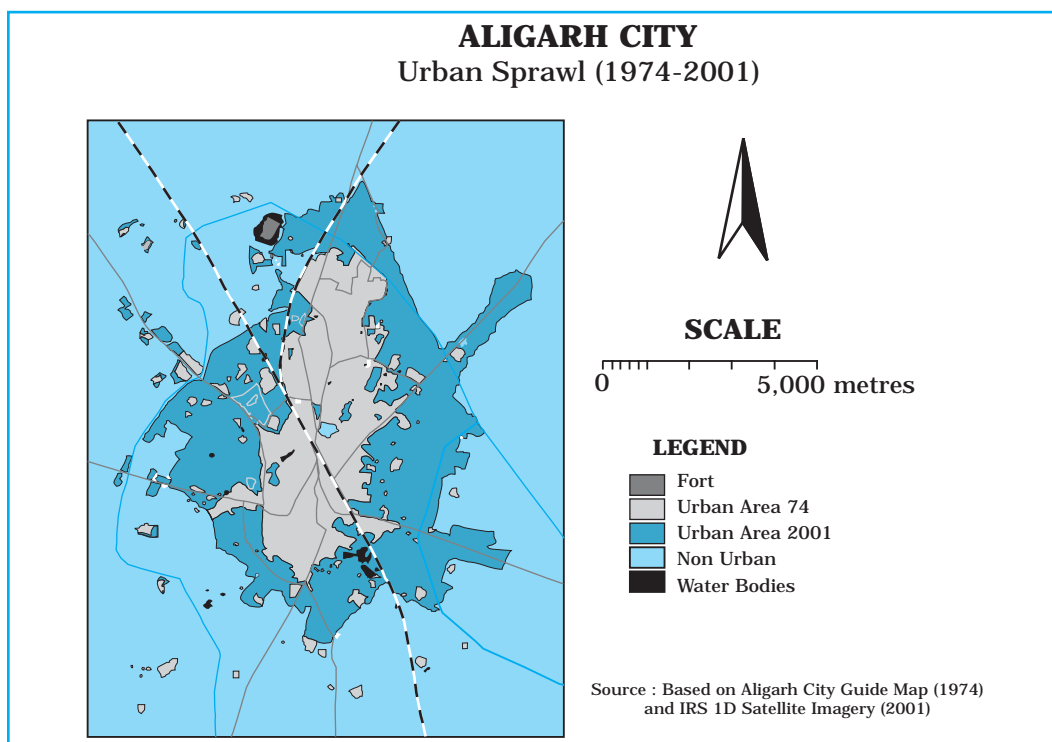 ALIGARH CITY
Urban Sprawl (1974-2001)
SCALE
0 5,000 metres
LEGEND
Fort
Urban Area 74
Urban Area 2001
Non Urban
Water Bodies
Source : Based on Aligarh City Guide Map (1974)
and IRS 1D Satellite Imagery (2001)